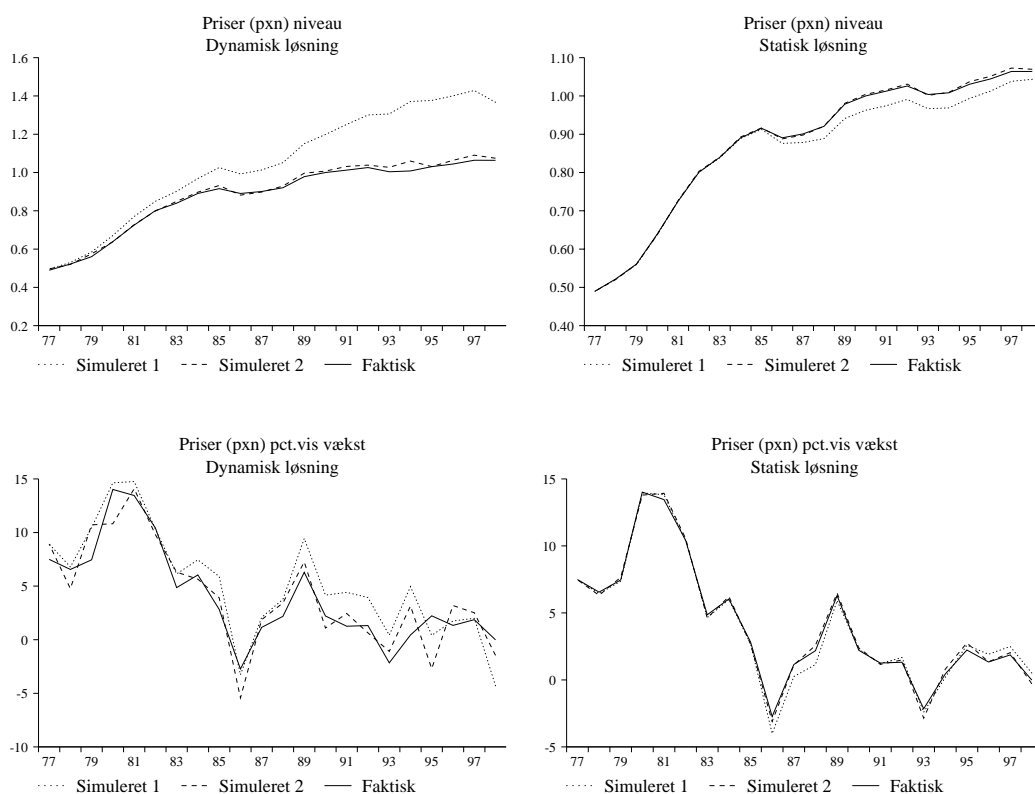 Priser (pxn) niveau
Dynamisk løsning
1.6
1.4
1.2
1.0
0.8
0.6
0.4
0.2
77 79 81 83 85 87 89 91 93 95 97
Simuleret 1 Simuleret 2 Faktisk
Priser (pxn) niveau
Statisk løsning
1.10
1.00
0.90
0.80
0.70
0.60
0.50
0.40
77 79 81 83 85 87 89 91 93 95 97
Simuleret 1 Simuleret 2 Faktisk
Priser (pxn) pct.vis vækst
Dynamisk løsning
15
10
5
0
-5
-10
77 79 81 83 85 87 89 91 93 95 97
Simuleret 1 Simuleret 2 Faktisk
Priser (pxn) pct.vis vækst
Statisk løsning
15
10
5
0
-5
77 79 81 83 85 87 89 91 93 95 97
Simuleret 1 Simuleret 2 Faktisk